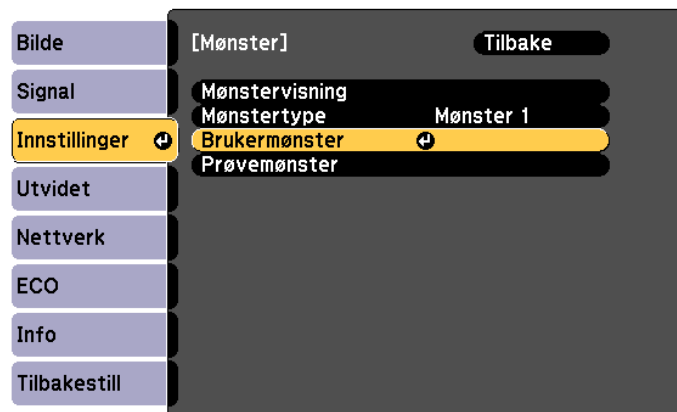 Bilde
Signal
Innstillinger
Utvidet
Nettverk
ECO
Info
Tilbakestill
[Mønster] Tilbake
Mønstervisning
Mønstertype Mønster 1
Brukermønster
Prøvemønster